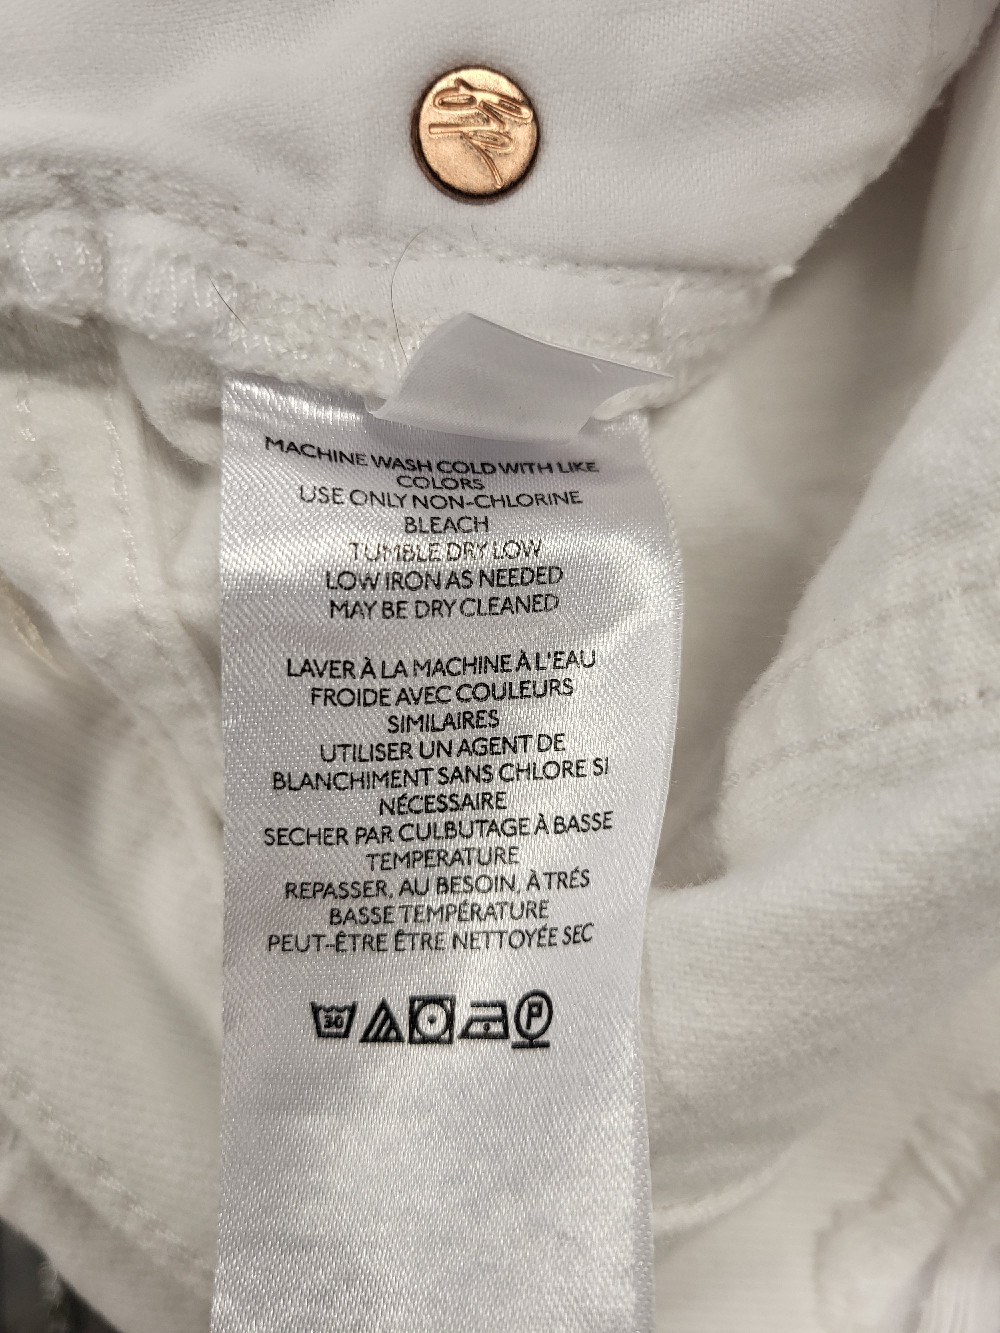 MACHINE WASH COLD WITH LIKE
COLORS
USE ONLY NON-CHLORINE
BLEACH
TUMBLE DRY LOW
LOW IRON AS NEEDED
MAY BE DRY CLEANED
LAVER À LA MACHINE À L'EAU
FROIDE AVEC COULEURS
SIMILAIRES
UTILISER UN AGENT DE
BLANCHIMENT SANS CHLORE SI
NÉCESSAIRE
SECHER PAR CULBUTAGE À BASSE
TEMPERATURE
REPASSER, AU BESOIN, À TRÉS
BASSE TEMPÉRATURE
PEUT-ÊTRE ÊTRE NETTOYÉE SEC
30 P